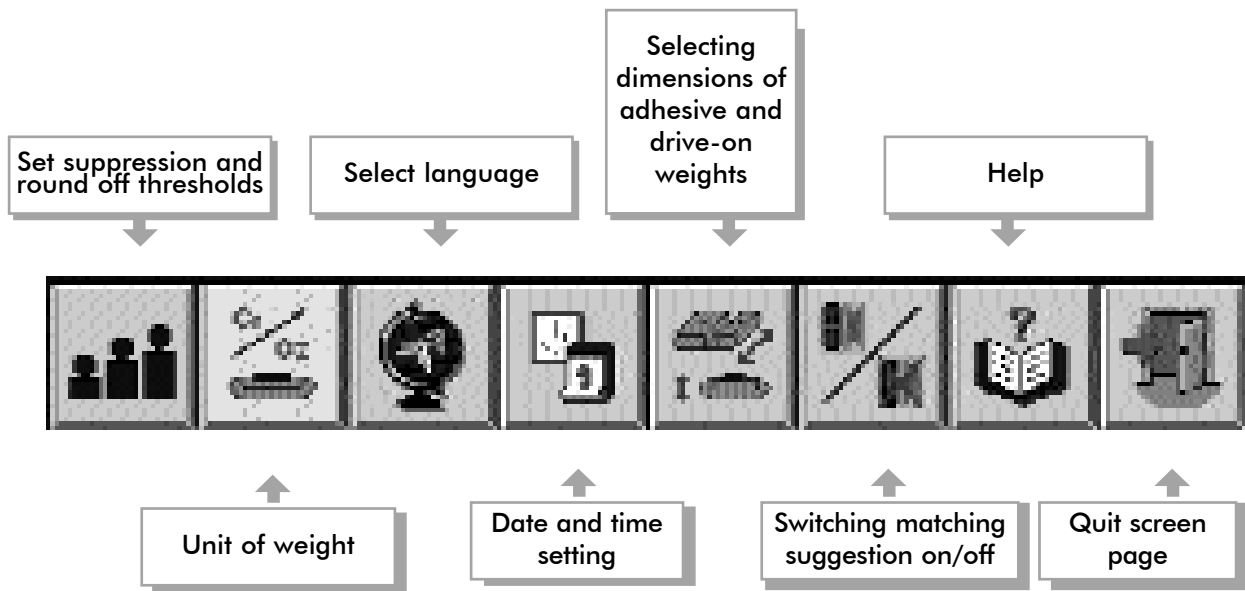 Selecting
dimensions of
adhesive and
drive-on
weights
Set suppression and
round off thresholds
Select language
Help
oz
?
I
Unit of weight
Date and time
setting
Switching matching
suggestion on/off
Quit screen
page